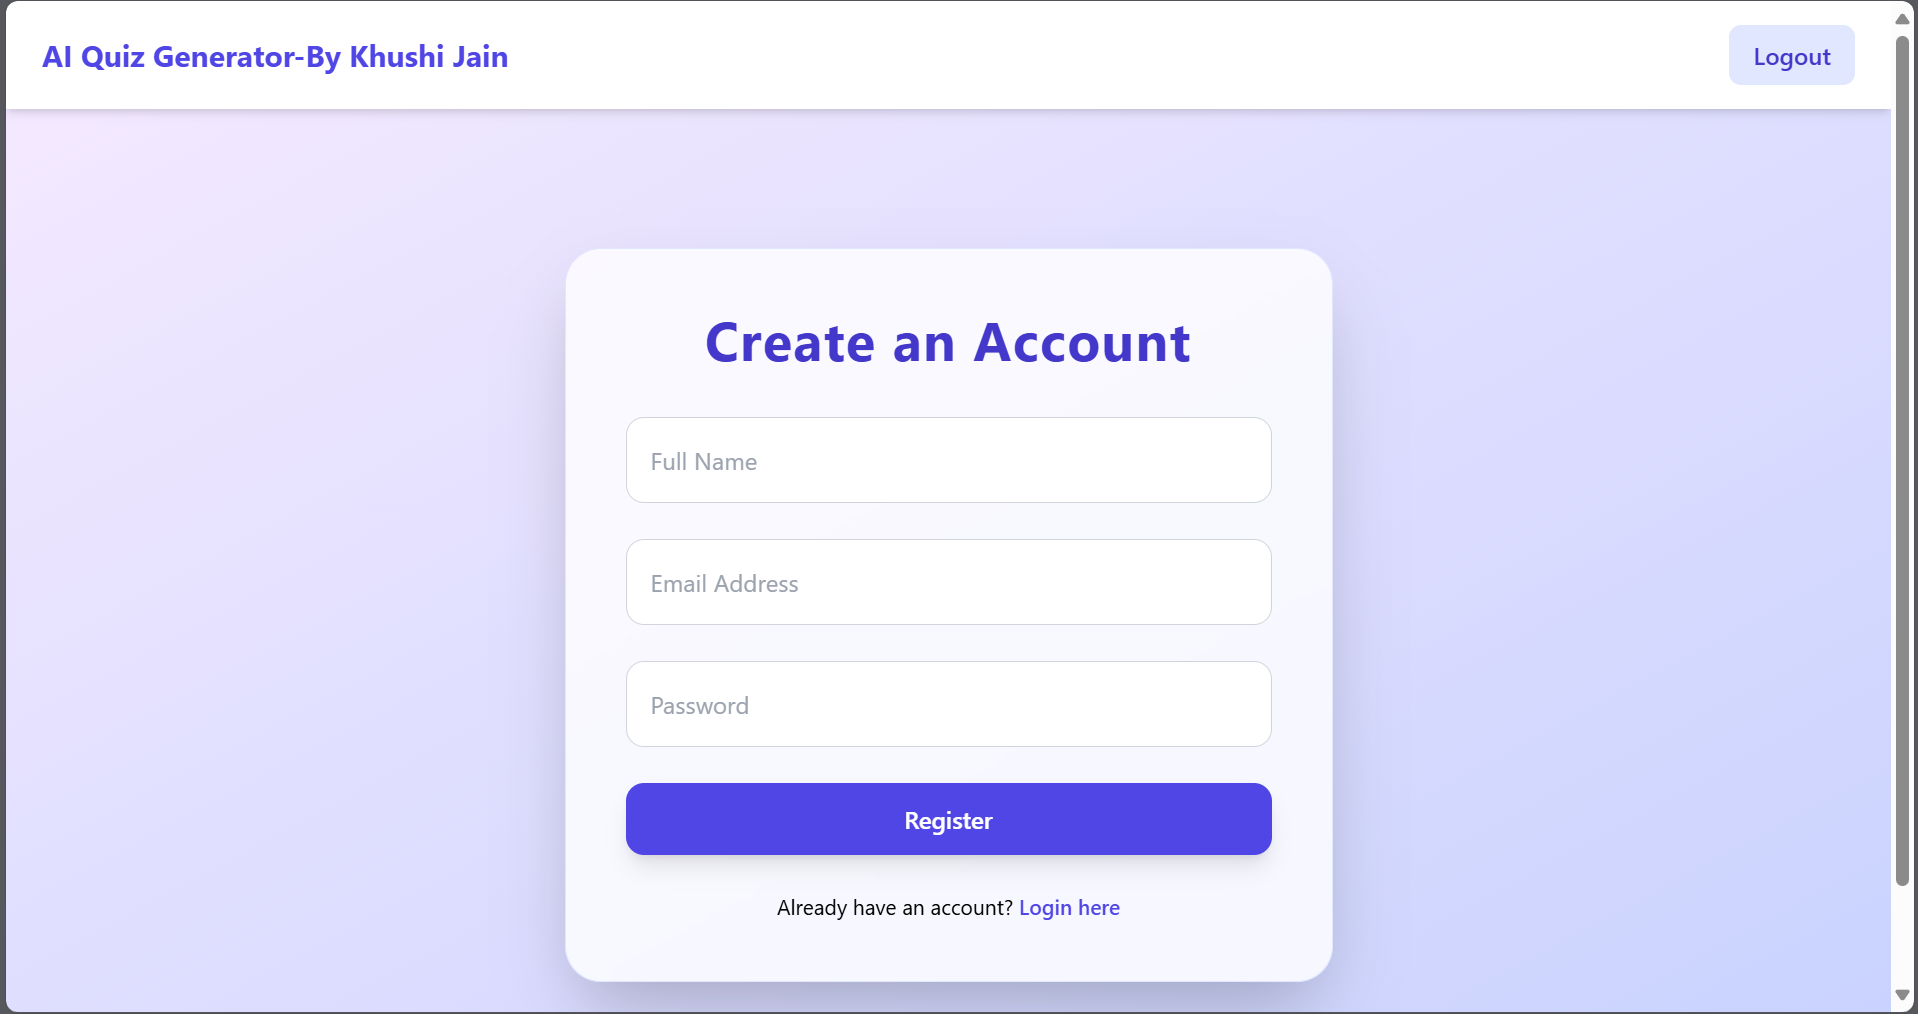 AI Quiz Generator-By Khushi Jain
Logout
Create an Account
Full Name
Email Address
Password
Register
Already have an account? Login here